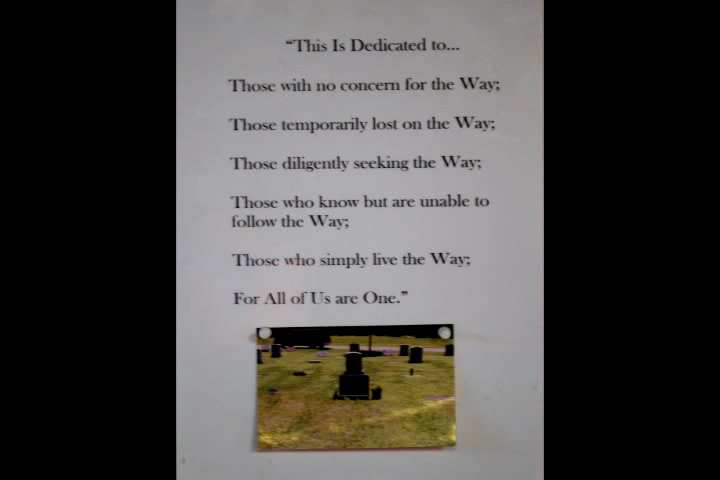 “This Is Dedicated to...
Those with no concern for the Way;
Those temporarily lost on the Way;
Those diligently seeking the Way;
Those who know but are unable to
follow the Way;
Those who simply live the Way;
For All of Us are One.”